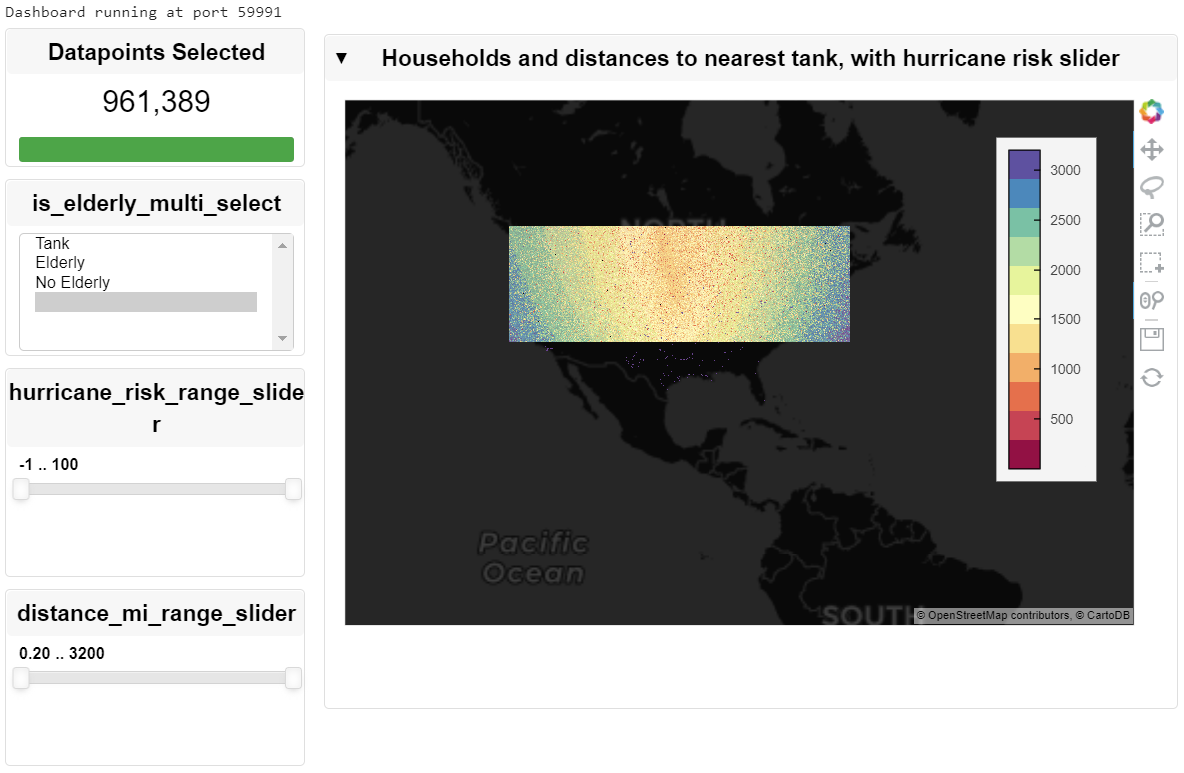 Dashboard running at port 59991
Datapoints Selected
961,389
is_elderly_multi_select
Tank
Elderly
No Elderly
hurricane_risk_range_slide
r
-1 .. 100
distance_mi_range_slider
0.20 .. 3200
▼ Households and distances to nearest tank, with hurricane risk slider
NORTH
3000
2500
2000
1500
1000
500
Pacific
Ocean
SOUTH
© OpenStreetMap contributors, © CartoDB